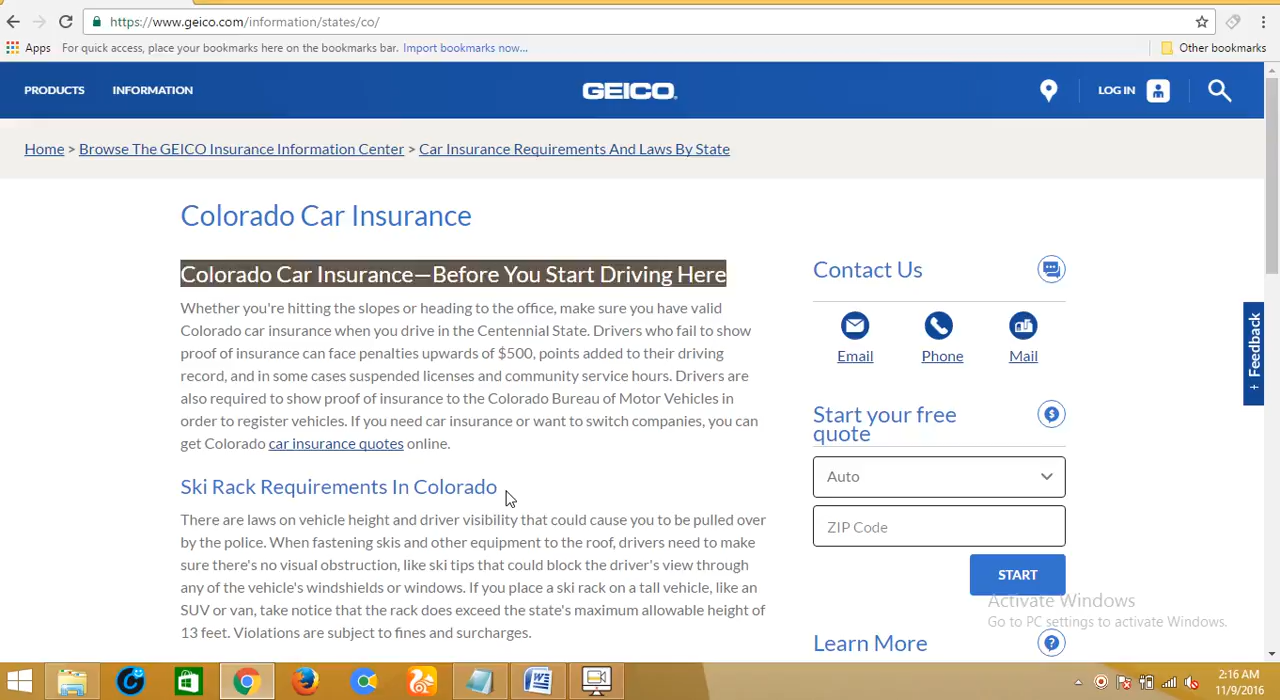 https://www.geico.com/information/states/co/
Apps For quick access, place your bookmarks here on the bookmarks bar. Import bookmarks now... Other bookmarks
PRODUCTS INFORMATION GEICO LOG IN
Home > Browse The GEICO Insurance Information Center > Car Insurance Requirements And Laws By State
Colorado Car Insurance
Colorado Car Insurance—Before You Start Driving Here
Whether you're hitting the slopes or heading to the office, make sure you have valid
Colorado car insurance when you drive in the Centennial State. Drivers who fail to show
proof of insurance can face penalties upwards of $500, points added to their driving
record, and in some cases suspended licenses and community service hours. Drivers are
also required to show proof of insurance to the Colorado Bureau of Motor Vehicles in
order to register vehicles. If you need car insurance or want to switch companies, you can
get Colorado car insurance quotes online.
Ski Rack Requirements In Colorado
There are laws on vehicle height and driver visibility that could cause you to be pulled over
by the police. When fastening skis and other equipment to the roof, drivers need to make
sure there's no visual obstruction, like ski tips that could block the driver's view through
any of the vehicle's windshields or windows. If you place a ski rack on a tall vehicle, like an
SUV or van, take notice that the rack does exceed the state's maximum allowable height of
13 feet. Violations are subject to fines and surcharges.
Contact Us
Email Phone Mail
Start your free
quote
Auto
ZIP Code
START
Learn More
+ Feedback
Activate Windows
Go to PC settings to activate Windows.
2:16 AM
11/9/2016